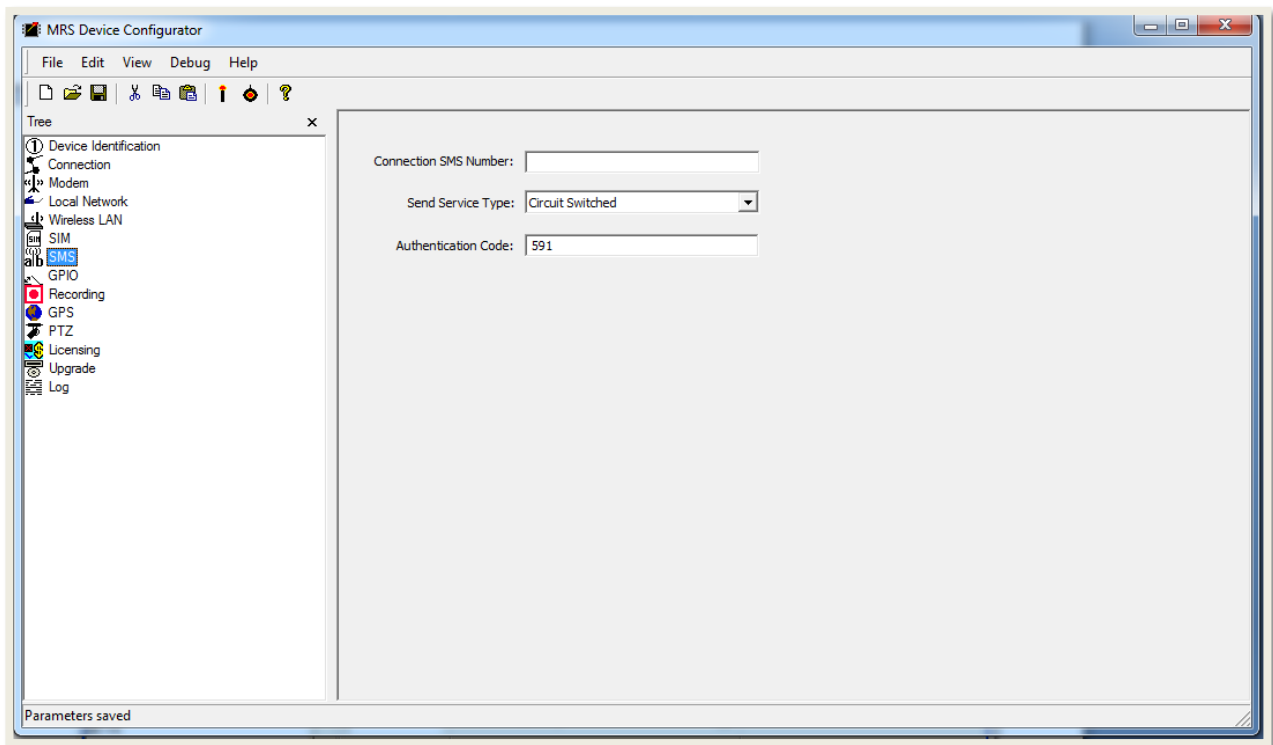 MRS Device Configurator
File Edit View Debug Help
Tree
Device Identification
Connection
Modem
Local Network
Wireless LAN
SIM
SMS
GPIO
Recording
GPS
PTZ
Licensing
Upgrade
Log
Connection SMS Number:
Send Service Type: Circuit Switched
Authentication Code: 591
Parameters saved